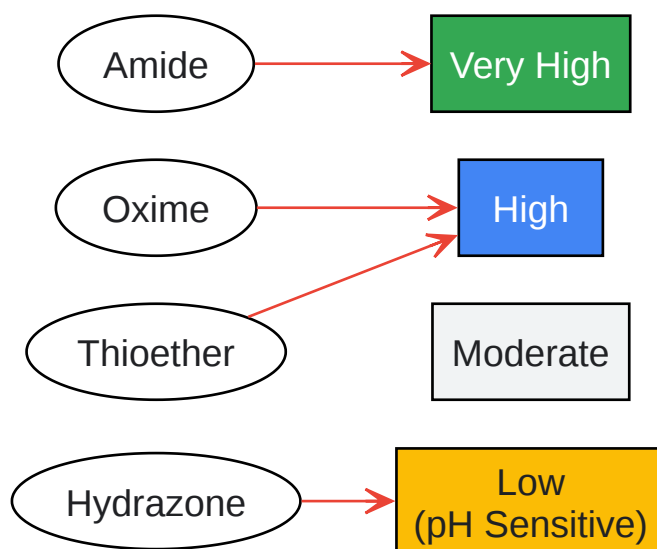 Amide
Very High
Oxime
High
Thioether
Moderate
Hydrazone
Low
(pH Sensitive)